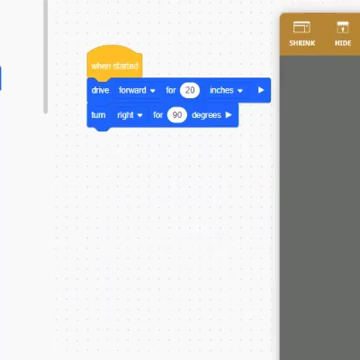 SHRINK HIDE
when started
drive forward for 20 inches
turn right for 90 degrees